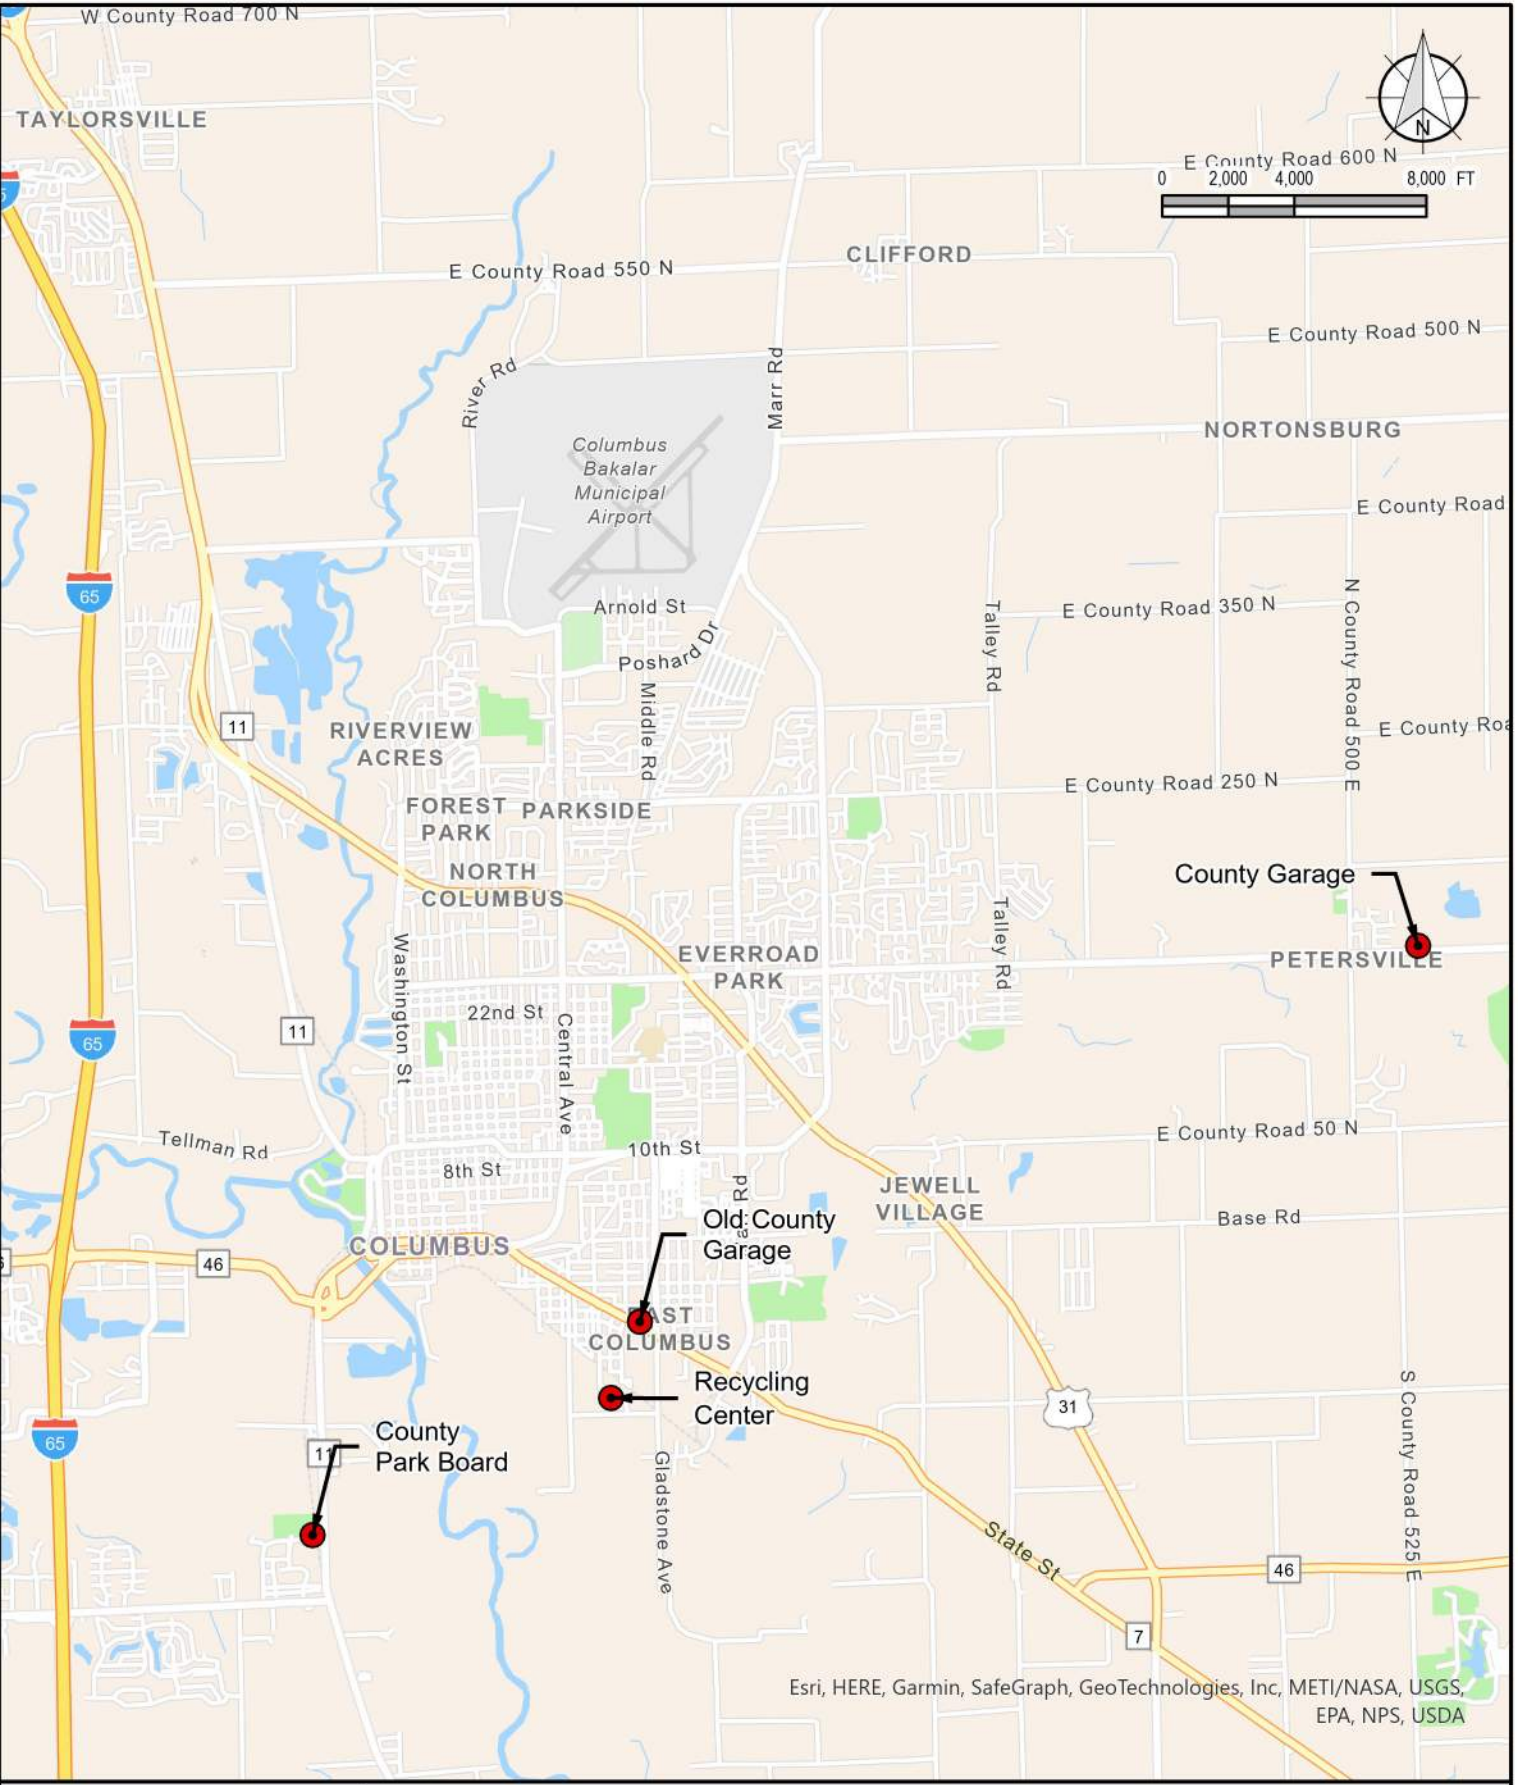 W County Road 700 N
TAYLORSVILLE
N
E County Road 600 N
0 2,000 4,000 8,000 FT
CLIFFORD
E County Road 550 N
E County Road 500 N
River Rd
Marr Rd
NORTONSBURG
Columbus
Bakalar
Municipal
Airport
E County Road
65
Arnold St
E County Road 350 N
Talley Rd
N County Road 500 E
Poshard Dr
Middle Rd
11
RIVERVIEW
ACRES
E County Roa
E County Road 250 N
FOREST
PARK
PARKSIDE
NORTH
COLUMBUS
County Garage
Talley Rd
Washington St
EVERROAD
PARK
PETERSVILLE
22nd St
Central Ave
11
65
E County Road 50 N
Tellman Rd
10th St
8th St
JEWELL
VILLAGE
Rd
Base Rd
Old County
Garage
COLUMBUS
46
EAST
COLUMBUS
Recycling
Center
S County Road 525 E
31
County
Park Board
65
11
Gladstone Ave
State St
46
7
Esri, HERE, Garmin, SafeGraph, GeoTechnologies, Inc, METI/NASA, USGS,
EPA, NPS, USDA